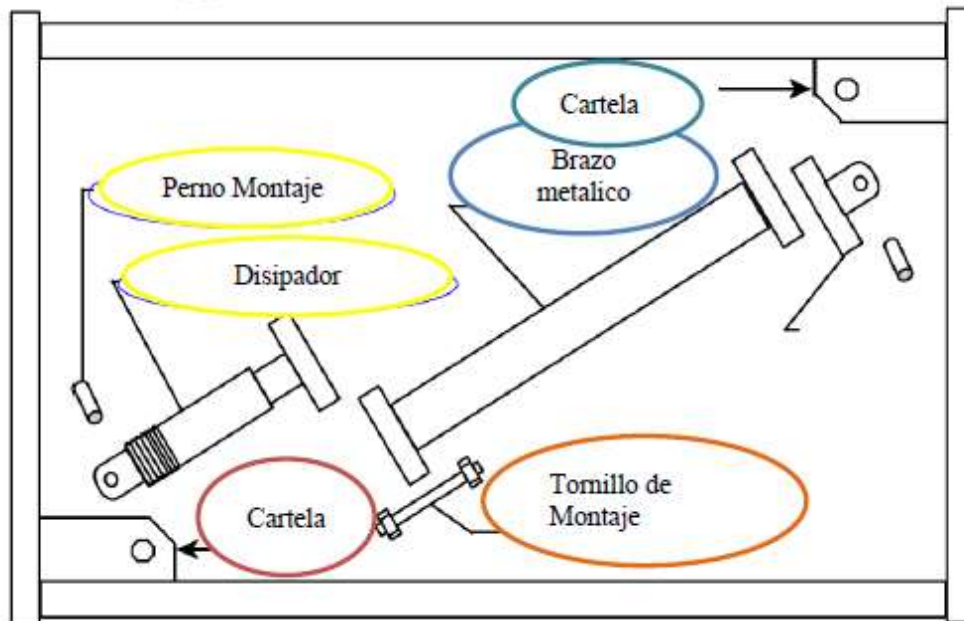 Cartela
Brazo
metalico
Perno Montaje
Disipador
Cartela
Tornillo de
Montaje